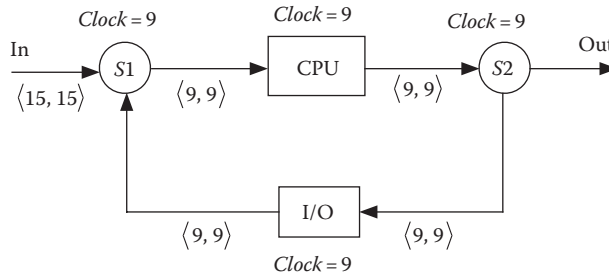 Clock = 9
Clock = 9
Clock = 9
In
S1
CPU
S2
Out
⟨15, 15⟩
⟨9, 9⟩
⟨9, 9⟩
I/O
⟨9, 9⟩
⟨9, 9⟩
Clock = 9